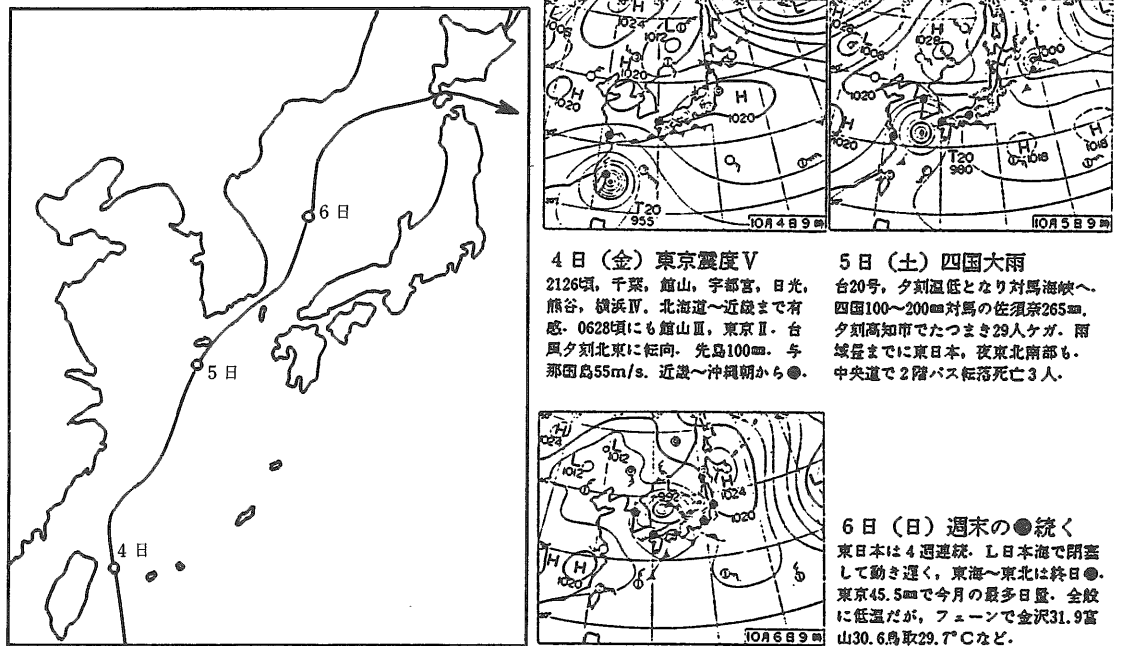 6日
5日
4日
H
1024
L
1006
1012
H
1020
H
1020
L
H
1020
T20
955
10月4日9時
1028
L
1008
H
1028
1000
H
1020
T20
980
H
1018
H
1018
10月5日9時
4日(金)東京震度V
2126頃,千葉,館山,宇都宮,日光,
熊谷,横浜Ⅳ.北海道〜近畿まで有
感.0628頃にも館山Ⅲ,東京Ⅱ.台
風夕刻北東に転向.先島100㎜.与
那国島55m/s.近畿〜沖縄朝から●.
5日(土)四国大雨
台20号,夕刻温低となり対馬海峡へ.
四国100〜200㎜対馬の佐須奈265㎜.
夕刻高知市でたつまき29人ケガ.雨
域昼までに東日本,夜東北南部も.
中央道で2階バス転落死亡3人.
H
1024
L
1012
L
1012
L
992
H
1024
1020
H
H
1020
10月6日9時
6日(日)週末の●続く
東日本は4週連続.L日本海で閉塞
して動き遅く,東海〜東北は終日●.
東京45.5㎜で今月の最多日量.全般
に低温だが,フェーンで金沢31.9富
山30.6鳥取29.7°Cなど.